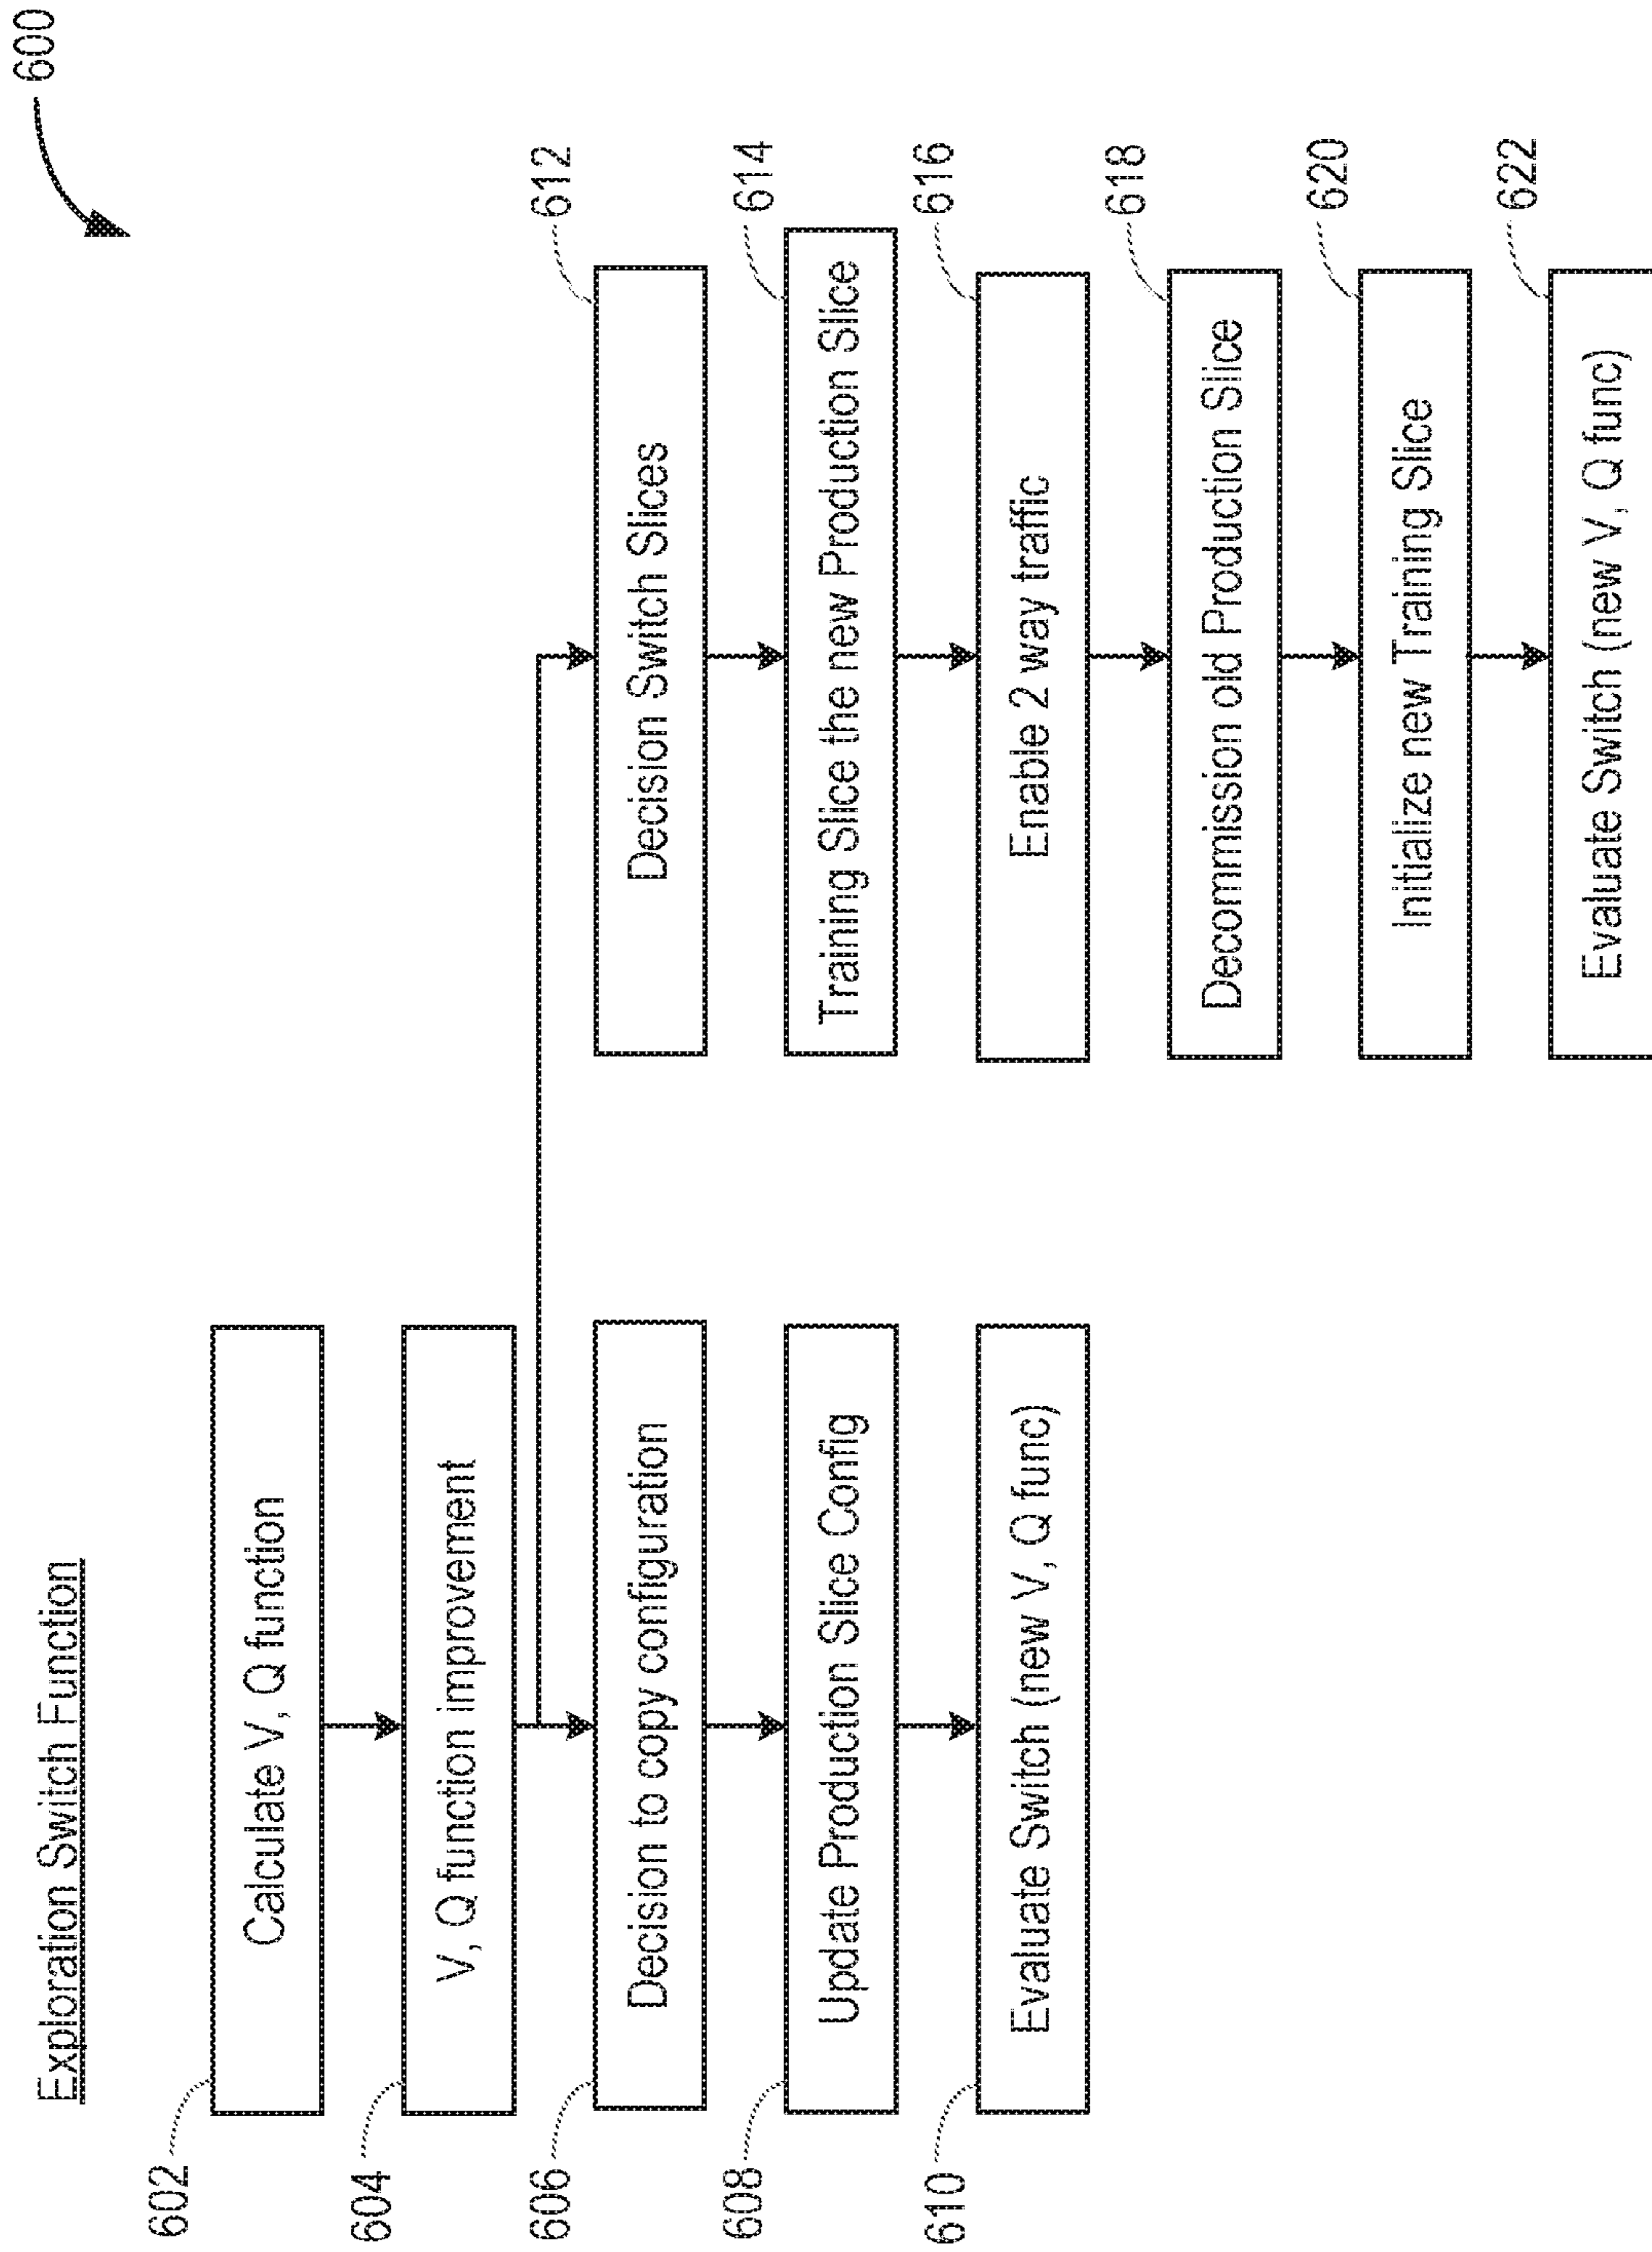 Exploration Switch Function
600
602
Calculate V, Q function
604
V, Q function improvement
606
Decision to copy configuration
608
Update Production Slice Config
610
Evaluate Switch (new V, Q func)
612
Decision Switch Slices
614
Training Slice the new Production Slice
616
Enable 2 way traffic
618
Decommission old Production Slice
620
Initialize new Training Slice
622
Evaluate Switch (new V, Q func)